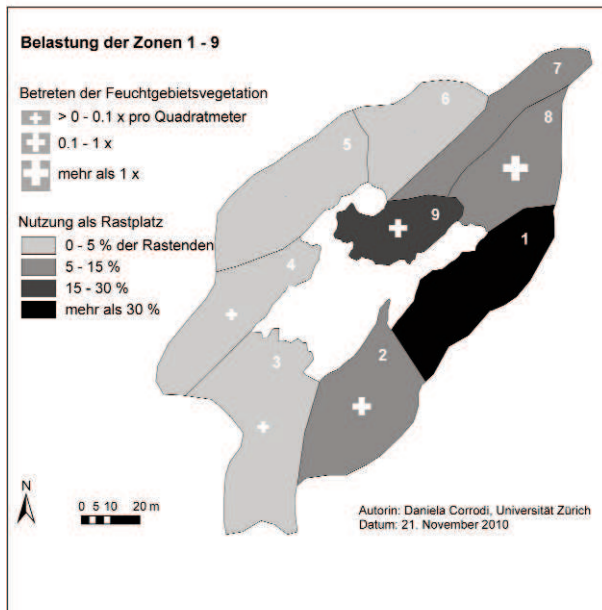 Belastung der Zonen 1 - 9
Betreten der Feuchtgebietsvegetation
> 0 - 0.1 x pro Quadratmeter
0.1 - 1 x
mehr als 1 x
Nutzung als Rastplatz
0 - 5 % der Rastenden
5 - 15 %
15 - 30 %
mehr als 30 %
7
6
8
5
9
1
4
2
3
N
0 5 10 20 m
Autorin: Daniela Corrodi, Universität Zürich
Datum: 21. November 2010